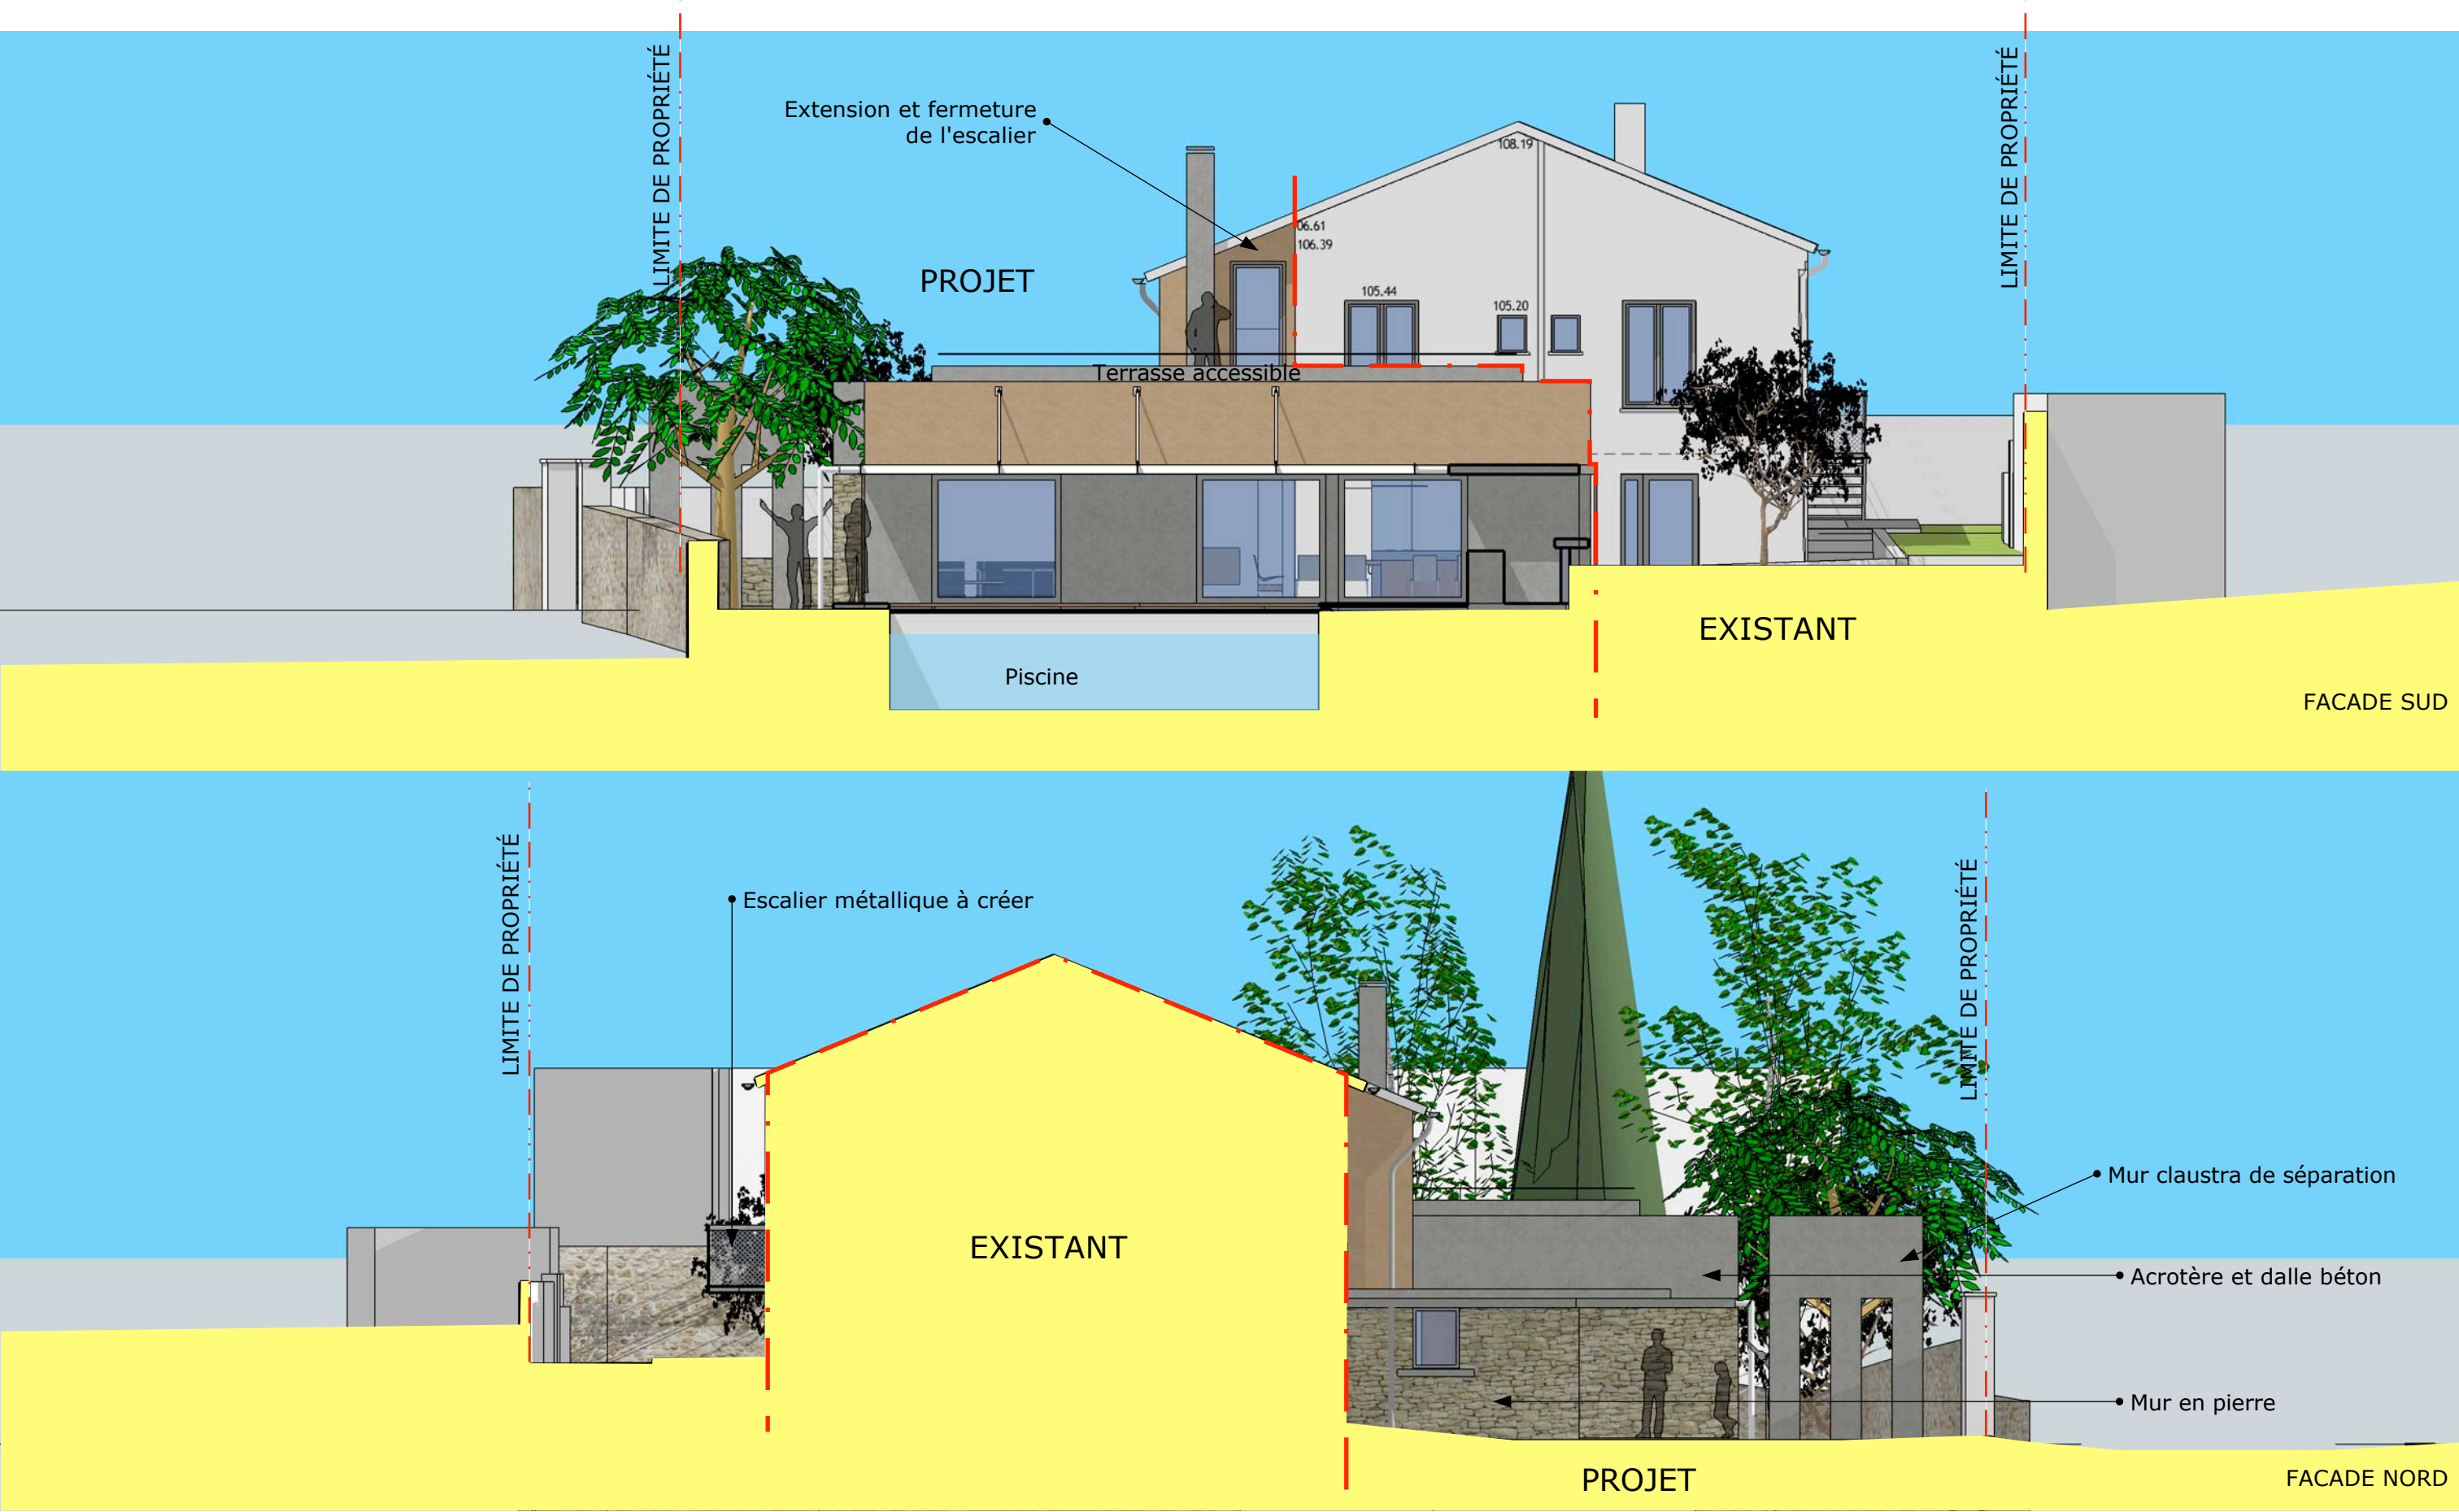 LIMITE DE PROPRIÉTÉ
LIMITE DE PROPRIÉTÉ
Extension et fermeture
de l'escalier
108.19
06.61
106.39
PROJET
105.44
105.20
Terrasse accessible
EXISTANT
Piscine
FACADE SUD
LIMITE DE PROPRIÉTÉ
LIMITE DE PROPRIÉTÉ
Escalier métallique à créer
Mur claustra de séparation
EXISTANT
Acrotère et dalle béton
Mur en pierre
PROJET
FACADE NORD